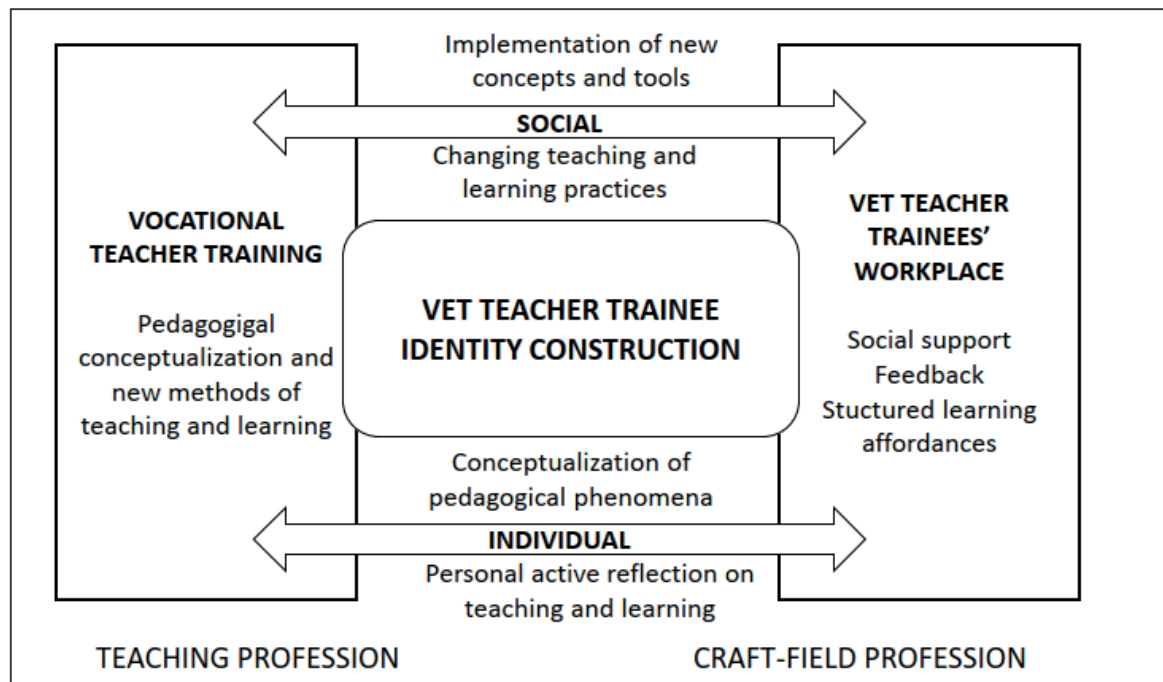 Implementation of new
concepts and tools
SOCIAL
Changing teaching and
learning practices
VOCATIONAL
TEACHER TRAINING
Pedagogigal
conceptualization and
new methods of
teaching and learning
VET TEACHER TRAINEE
IDENTITY CONSTRUCTION
VET TEACHER
TRAINEES’
WORKPLACE
Social support
Feedback
Stuctured learning
affordances
Conceptualization of
pedagogical phenomena
INDIVIDUAL
Personal active reflection on
teaching and learning
TEACHING PROFESSION
CRAFT-FIELD PROFESSION